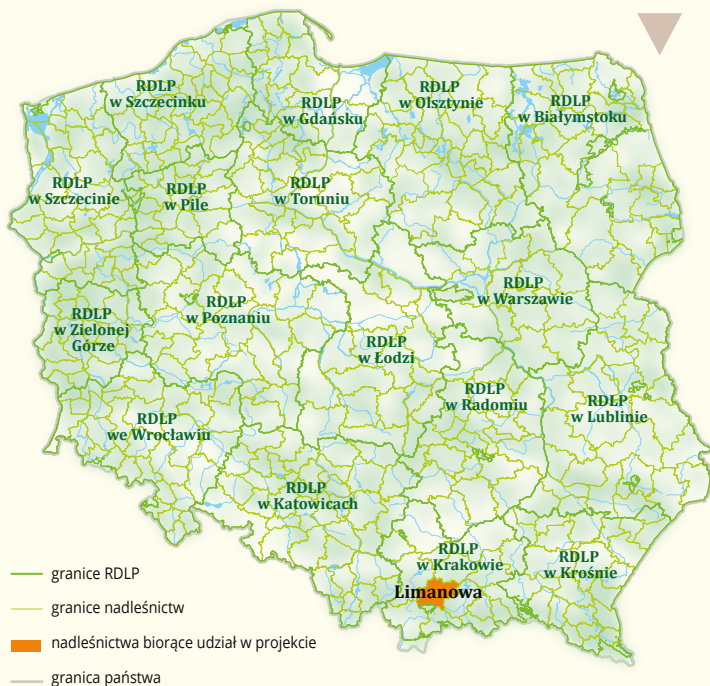 RDLP
w Szczecinku
RDLP
w Gdańsku
RDLP
w Olsztynie
RDLP
w Białymstoku
RDLP
w Szczecinie
RDLP
w Pile
RDLP
w Toruniu
RDLP
w Zielonej
Górze
RDLP
w Poznaniu
RDLP
w Łodzi
RDLP
w Warszawie
RDLP
we Wrocławiu
RDLP
w Radomiu
RDLP
w Lublinie
RDLP
w Katowicach
RDLP
w Krakowie
RDLP
w Krośnie
Limanowa
granice RDLP
granice nadleśnictw
nadleśnictwa biorące udział w projekcie
granica państwa